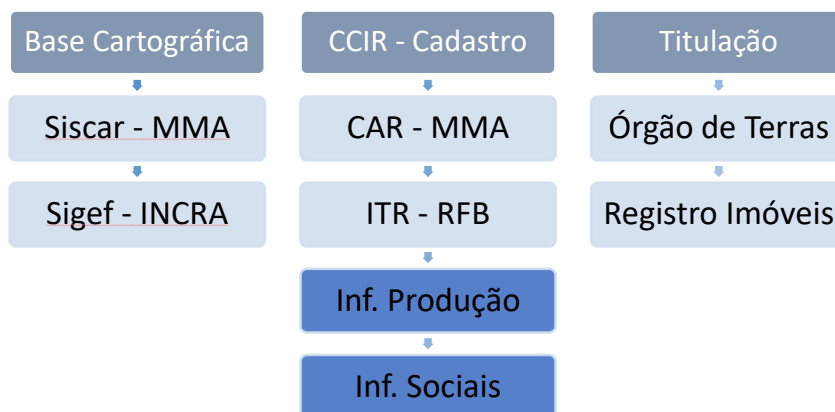 Base Cartográfica
Siscar - MMA
Sigef - INCRA
CCIR - Cadastro
CAR - MMA
ITR - RFB
Inf. Produção
Inf. Sociais
Titulação
Órgão de Terras
Registro Imóveis